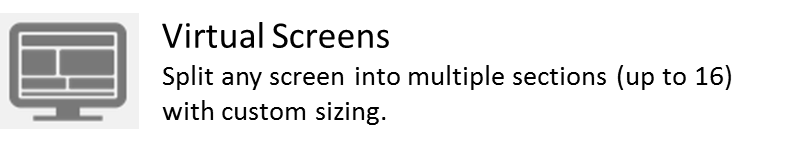 Virtual Screens
Split any screen into multiple sections (up to 16)
with custom sizing.